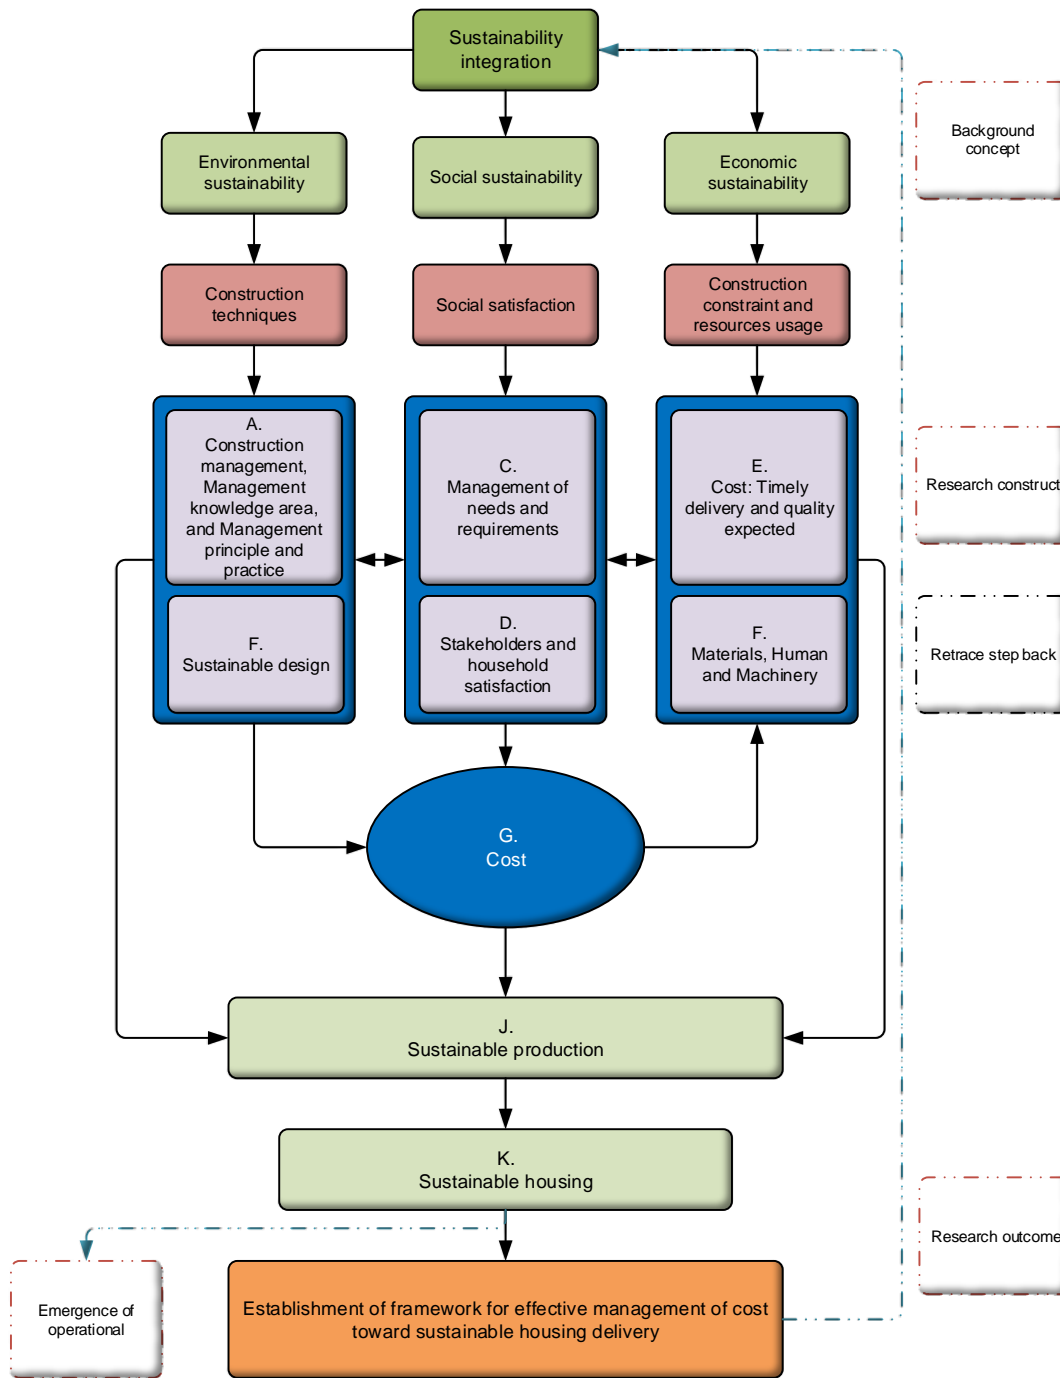 Sustainability
integration
Background
concept
Environmental
sustainability
Social sustainability
Economic
sustainability
Construction
techniques
Social satisfaction
Construction
constraint and
resources usage
A.
Construction
management,
Management
knowledge area,
and Management
principle and
practice
C.
Management of
needs and
requirements
E.
Cost: Timely
delivery and quality
expected
Research construct
F.
Sustainable design
D.
Stakeholders and
household
satisfaction
F.
Materials, Human
and Machinery
Retrace step back
G.
Cost
J.
Sustainable production
K.
Sustainable housing
Research outcome
Emergence of
operational
Establishment of framework for effective management of cost
toward sustainable housing delivery